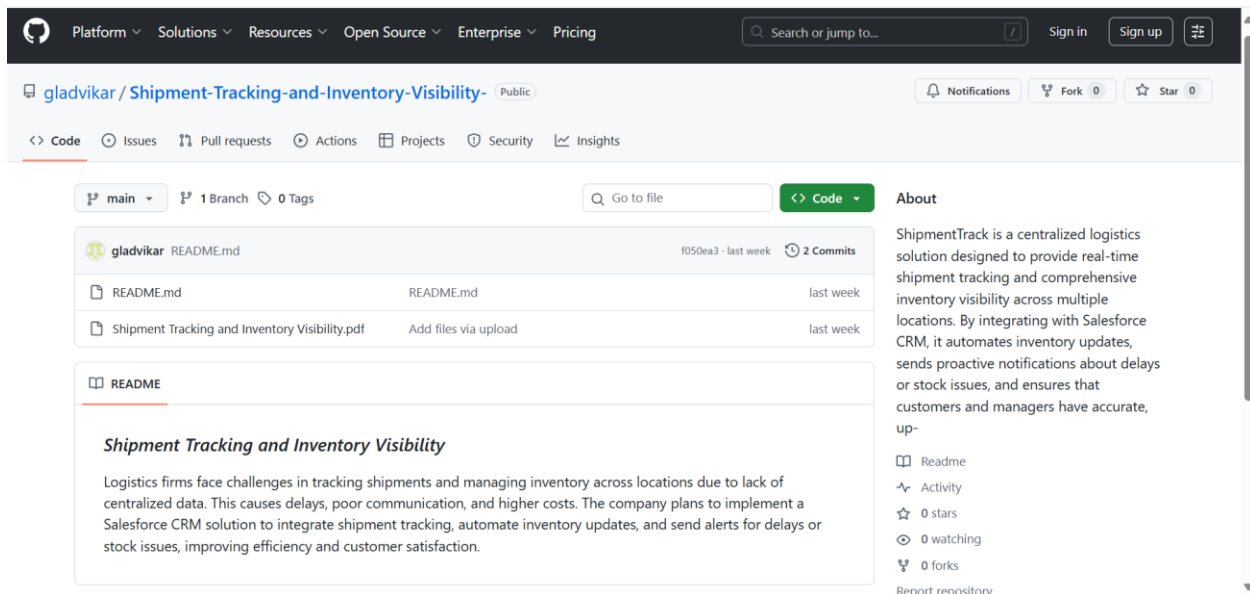 Platform Solutions Resources Open Source Enterprise Pricing Search or jump to... / Sign in Sign up
gladvikar / Shipment-Tracking-and-Inventory-Visibility- Public Notifications Fork 0 Star 0
Code Issues Pull requests Actions Projects Security Insights
main 1 Branch 0 Tags Go to file Code
gladvikar README.md f050ea3 · last week 2 Commits
README.md README.md last week
Shipment Tracking and Inventory Visibility.pdf Add files via upload last week
README
Shipment Tracking and Inventory Visibility
Logistics firms face challenges in tracking shipments and managing inventory across locations due to lack of
centralized data. This causes delays, poor communication, and higher costs. The company plans to implement a
Salesforce CRM solution to integrate shipment tracking, automate inventory updates, and send alerts for delays or
stock issues, improving efficiency and customer satisfaction.
About
ShipmentTrack is a centralized logistics
solution designed to provide real-time
shipment tracking and comprehensive
inventory visibility across multiple
locations. By integrating with Salesforce
CRM, it automates inventory updates,
sends proactive notifications about delays
or stock issues, and ensures that
customers and managers have accurate,
up-
Readme
Activity
0 stars
0 watching
0 forks
Report repository